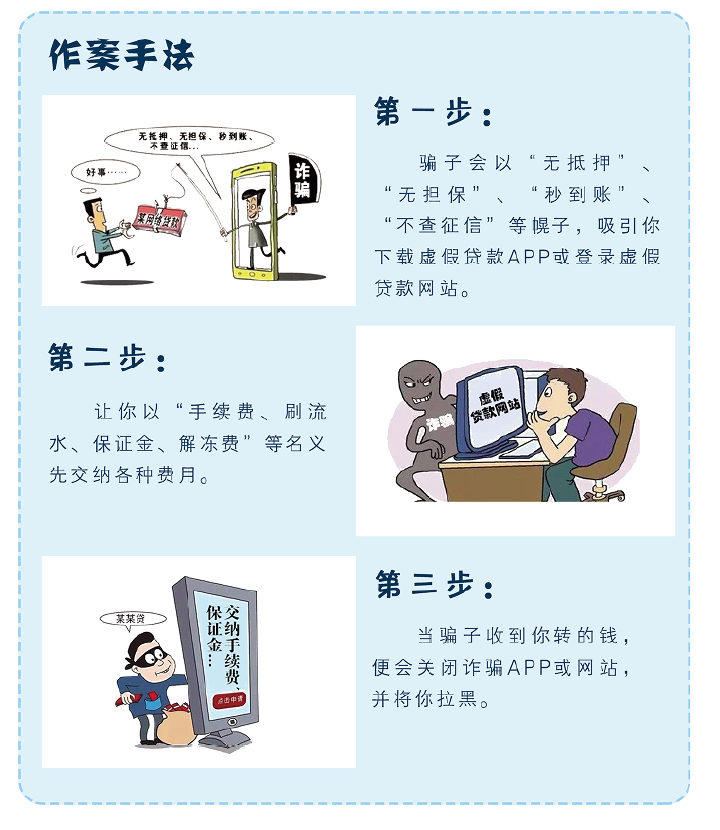 作案手法
无抵押、无担保、秒到账、
不查征信...
好事……
诈骗
某网络贷款
第一步：
骗子会以“无抵押”、
“无担保”、“秒到账”、
“不查征信”等幌子，吸引你
下载虚假贷款APP或登录虚假
贷款网站。
第二步：
让你以“手续费、刷流
水、保证金、解冻费”等名义
先交纳各种费月。
诈骗
虚假
贷款网站
某某贷
交纳手续费、
保证金…
点击申请
第三步：
当骗子收到你转的钱，
便会关闭诈骗APP或网站，
并将你拉黑。